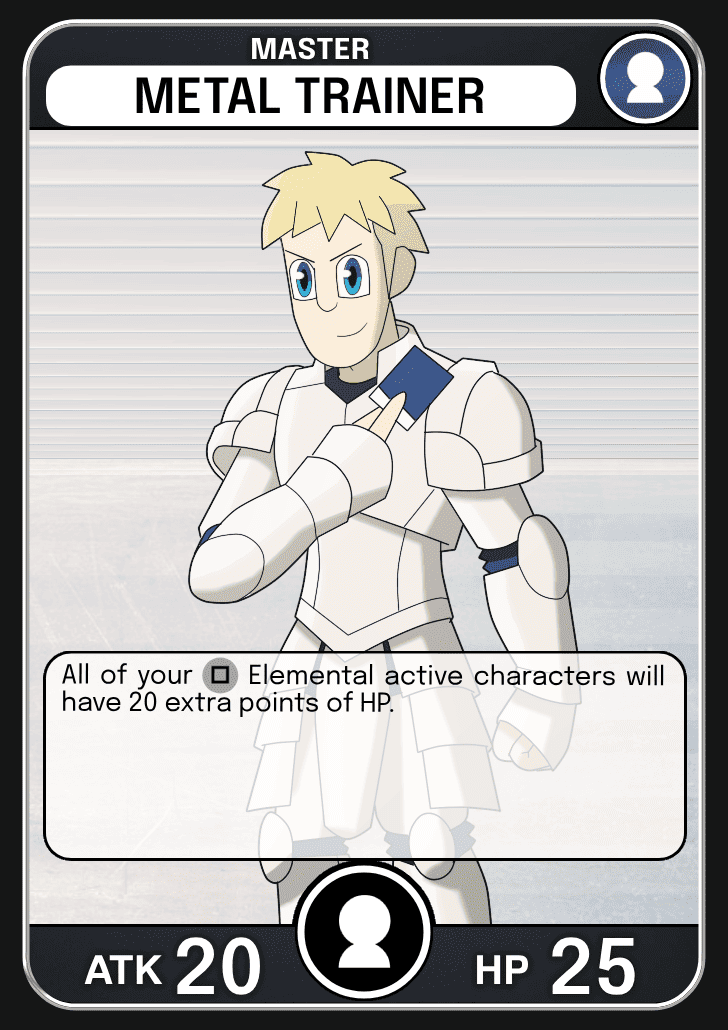 MASTER
METAL TRAINER
All of your Elemental active characters will
have 20 extra points of HP.
ATK 20 HP 25